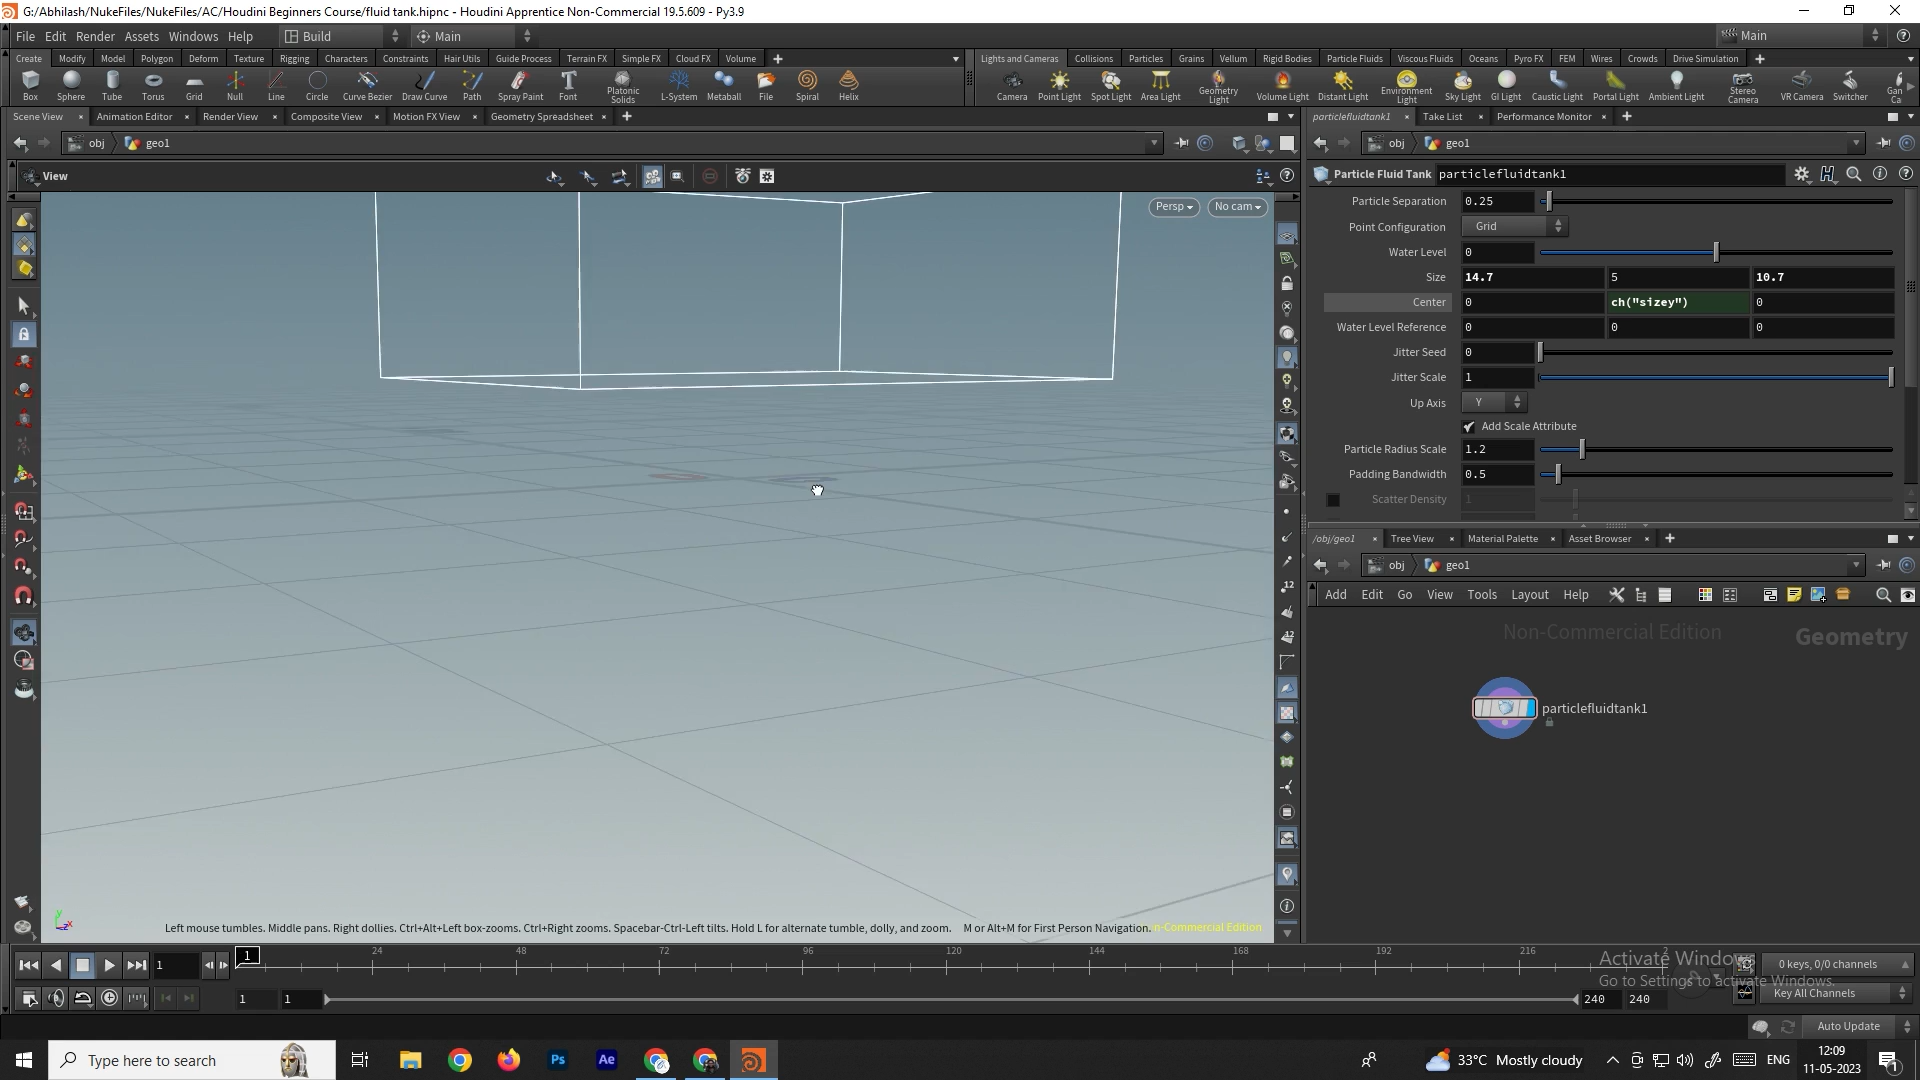 G:/Abhilash/NukeFiles/NukeFiles/AC/Houdini Beginners Course/fluid tank.hipnc - Houdini Apprentice Non-Commercial 19.5.609 - Py3.9
File Edit Render Assets Windows Help Build Main Main
Create Modify Model Polygon Deform Texture Rigging Characters Constraints Hair Utils Guide Process Terrain FX Simple FX Cloud FX Volume
Lights and Cameras Collisions Particles Grains Vellum Rigid Bodies Particle Fluids Viscous Fluids Oceans Pyro FX FEM Wires Crowds Drive Simulation
Box Sphere Tube Torus Grid Null Line Circle Curve Bezier Draw Curve Path Spray Paint Font Platonic Solids L-System Metaball File Spiral Helix
Camera Point Light Spot Light Area Light Geometry Light Volume Light Distant Light Environment Light Sky Light GI Light Caustic Light Portal Light Ambient Light Stereo Camera VR Camera Switcher Gan Ca
Scene View Animation Editor Render View Composite View Motion FX View Geometry Spreadsheet
particlefluidtank1 Take List Performance Monitor
obj geo1
obj geo1
View
Persp No cam
Particle Fluid Tank particlefluidtank1
Particle Separation 0.25
Point Configuration Grid
Water Level 0
Size 14.7 5 10.7
Center 0 ch("sizey") 0
Water Level Reference 0 0 0
Jitter Seed 0
Jitter Scale 1
Up Axis Y
Add Scale Attribute
Particle Radius Scale 1.2
Padding Bandwidth 0.5
Scatter Density 1
/obj/geo1 Tree View Material Palette Asset Browser
obj geo1
Add Edit Go View Tools Layout Help
Non-Commercial Edition Geometry
particlefluidtank1
12
12
Left mouse tumbles. Middle pans. Right dollies. Ctrl+Alt+Left box-zooms. Ctrl+Right zooms. Spacebar-Ctrl-Left tilts. Hold L for alternate tumble, dolly, and zoom. M or Alt+M for First Person Navigation. n-Commercial Edition
y
z x
1 1 24 48 72 96 120 144 168 192 216 2
Activate Windows
Go to Settings to activate Windows.
0 keys, 0/0 channels
1 1 240 240 Key All Channels
Auto Update
Type here to search
Ps Ae
33°C Mostly cloudy
ENG
12:09
11-05-2023
1